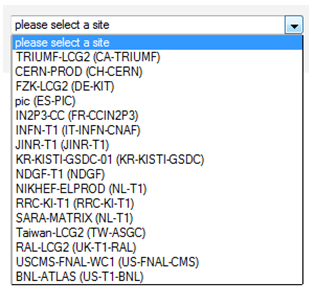 please select a site
please select a site
TRIUMF-LCG2 (CA-TRIUMF)
CERN-PROD (CH-CERN)
FZK-LCG2 (DE-KIT)
pic (ES-PIC)
IN2P3-CC (FR-CCIN2P3)
INFN-T1 (IT-INFN-CNAF)
JINR-T1 (JINR-T1)
KR-KISTI-GSDC-01 (KR-KISTI-GSDC)
NDGF-T1 (NDGF)
NIKHEF-ELPROD (NL-T1)
RRC-KI-T1 (RRC-KI-T1)
SARA-MATRIX (NL-T1)
Taiwan-LCG2 (TW-ASGC)
RAL-LCG2 (UK-T1-RAL)
USCMS-FNAL-WC1 (US-FNAL-CMS)
BNL-ATLAS (US-T1-BNL)